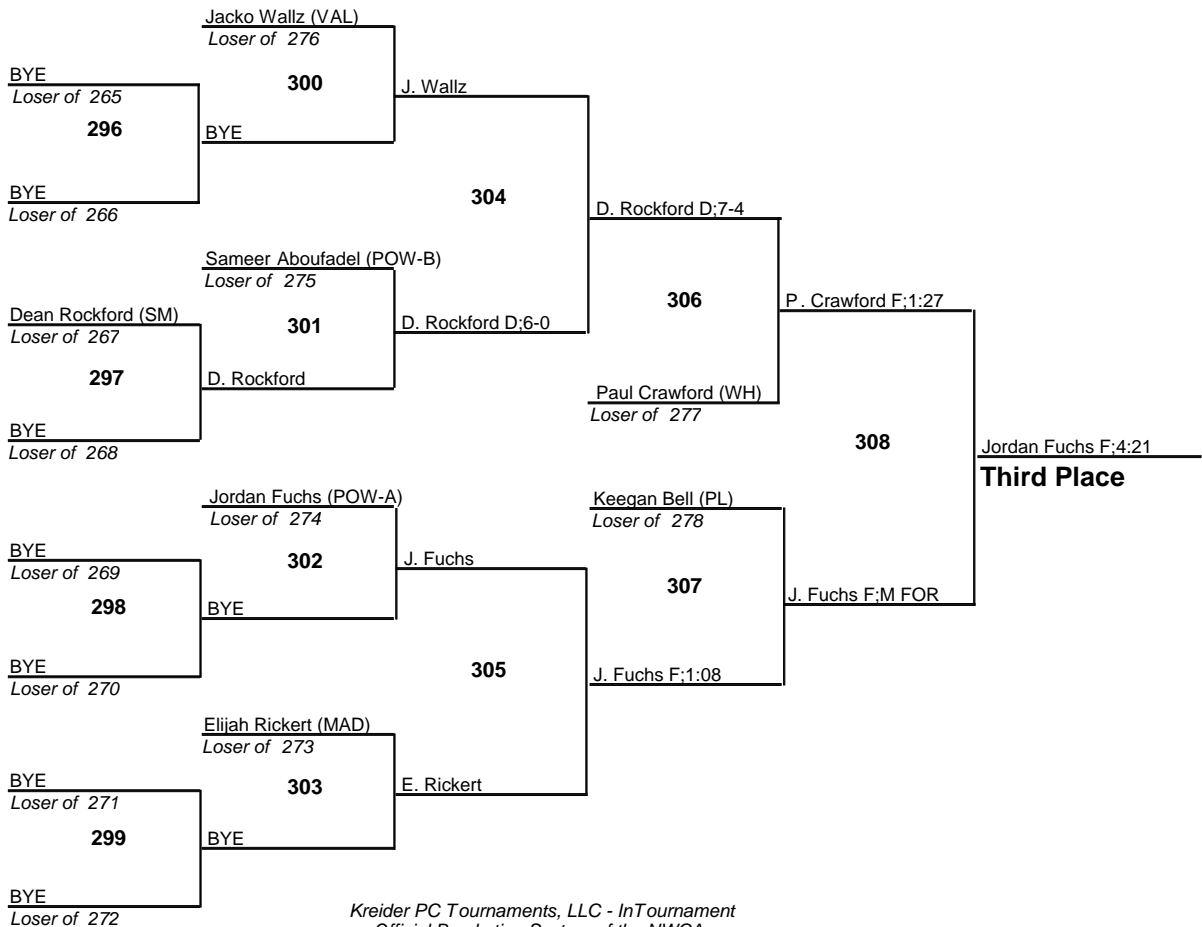 Jacko Wallz (VAL)
Loser of 276
300
BYE
Loser of 265
296
BYE
Loser of 266
BYE
J. Wallz
304
Sameer Aboufadel (POW-B)
Loser of 275
301
Dean Rockford (SM)
Loser of 267
297
BYE
Loser of 268
D. Rockford
D. Rockford D;6-0
D. Rockford D;7-4
306
Paul Crawford (WH)
Loser of 277
P. Crawford F;1:27
308
Jordan Fuchs F;4:21
Third Place
Jordan Fuchs (POW-A)
Loser of 274
302
BYE
Loser of 269
298
BYE
Loser of 270
BYE
J. Fuchs
305
Keegan Bell (PL)
Loser of 278
307
J. Fuchs F;M FOR
J. Fuchs F;1:08
Elijah Rickert (MAD)
Loser of 273
303
BYE
Loser of 271
299
BYE
Loser of 272
BYE
E. Rickert
Kreider PC Tournaments, LLC - InTournament